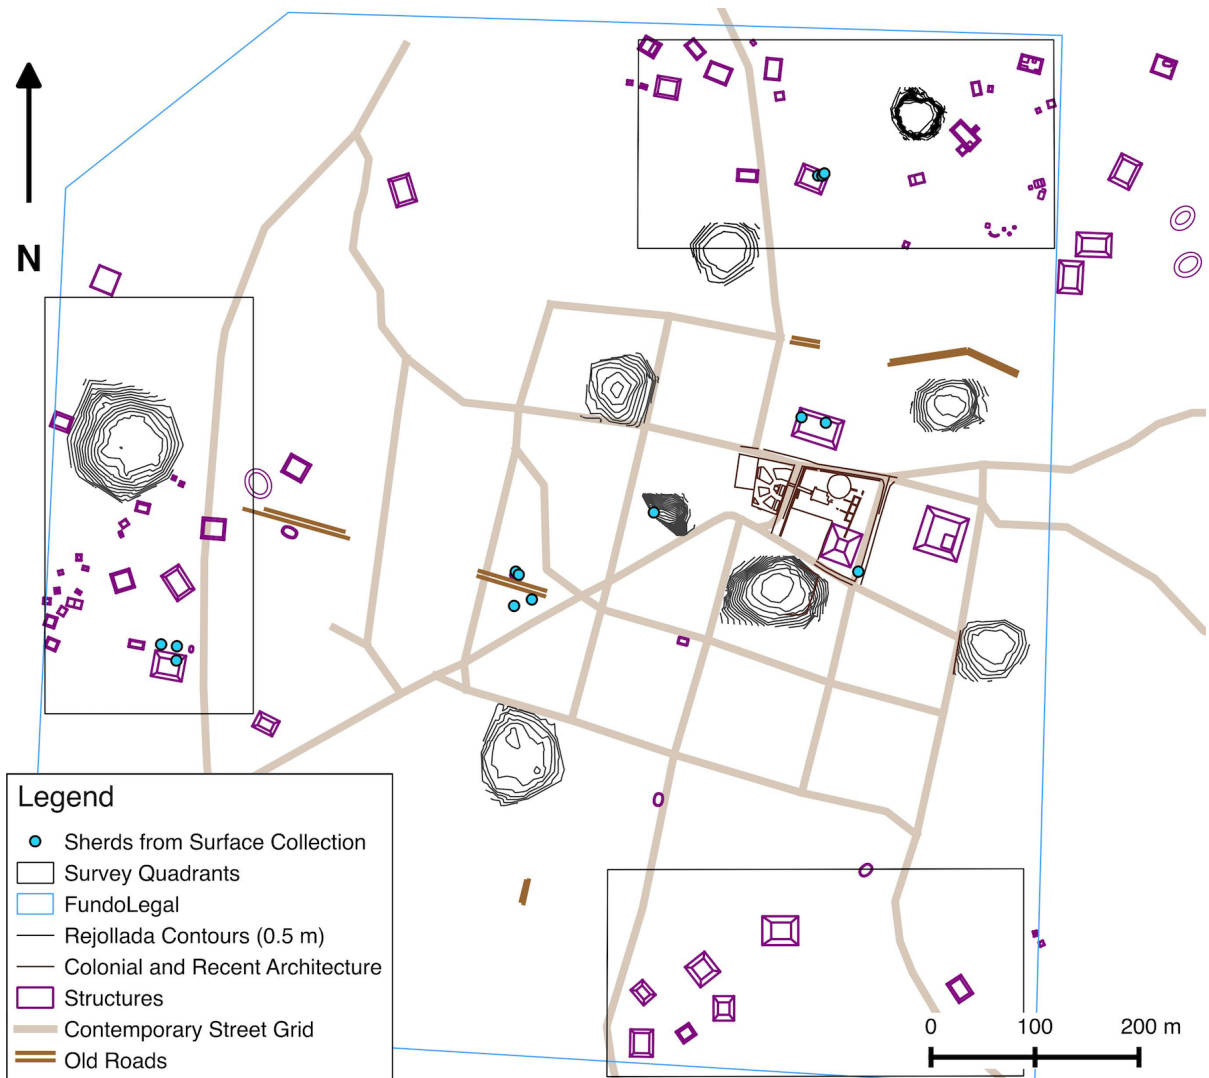 N
Legend
Sherds from Surface Collection
Survey Quadrants
FundoLegal
Rejollada Contours (0.5 m)
Colonial and Recent Architecture
Structures
Contemporary Street Grid
Old Roads
0 100 200 m